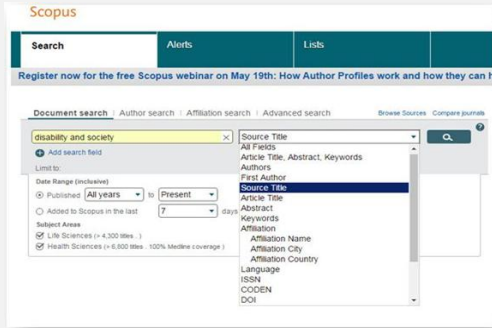 Scopus
Search Alerts Lists
Register now for the free Scopus webinar on May 19th: How Author Profiles work and how they can h
Document search | Author search | Affiliation search | Advanced search Browse Sources Compare journals
disability and society × Source Title
Add search field
Limit to:
Date Range (inclusive)
Published All years to Present
Added to Scopus in the last 7 days
Subject Areas
Life Sciences (> 4,300 titles . )
Health Sciences (> 6,800 titles . 100% Medline coverage )
All Fields
Article Title, Abstract, Keywords
Authors
First Author
Source Title
Article Title
Abstract
Keywords
Affiliation
Affiliation Name
Affiliation City
Affiliation Country
Language
ISSN
CODEN
DOI